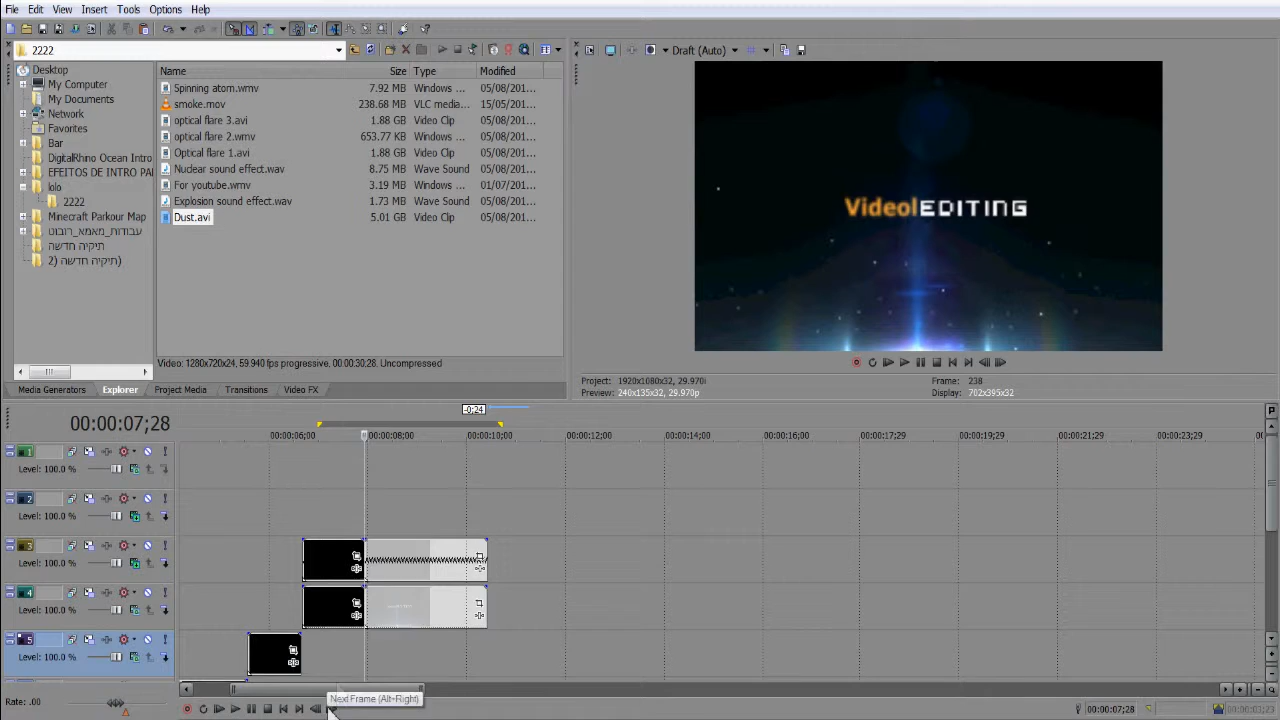 File Edit View Insert Tools Options Help
2222
Draft (Auto)
Desktop
My Computer
My Documents
Network
Favorites
Bar
DigitalRhino Ocean Intro
EFEITOS DE INTRO PA
lolo
2222
Minecraft Parkour Map
עבודות_מאמא_רובוט
תיקיה חדשה
תיקיה חדשה (2)
Name Size Type Modified
Spinning atom.wmv 7.92 MB Windows ... 05/08/201...
smoke.mov 238.68 MB VLC media... 15/05/201...
optical flare 3.avi 1.88 GB Video Clip 05/08/201...
optical flare 2.wmv 653.77 KB Windows ... 05/08/201...
Optical flare 1.avi 1.88 GB Video Clip 05/08/201...
Nuclear sound effect.wav 8.75 MB Wave Sound 05/08/201...
For youtube.wmv 3.19 MB Windows ... 01/07/201...
Explosion sound effect.wav 1.73 MB Wave Sound 05/08/201...
Dust.avi 5.01 GB Video Clip 05/08/201...
Video: 1280x720x24, 59.940 fps progressive. 00:00:30:28. Uncompressed
Media Generators Explorer Project Media Transitions Video FX
VideolEDITING
Project: 1920x1080x32, 29.970i Frame: 238
Preview: 240x135x32, 29.970p Display: 702x395x32
-0;24
00:00:07;28
00:00:06;00 00:00:08;00 00:00:10;00 00:00:12;00 00:00:14;00 00:00:16;00 00:00:17;29 00:00:19;29 00:00:21;29 00:00:23;29
1
Level: 100.0 %
2
Level: 100.0 %
3
Level: 100.0 %
4
Level: 100.0 %
5
Level: 100.0 %
Rate: .00
Next Frame (Alt+Right)
00:00:07;28
00:00:03;23